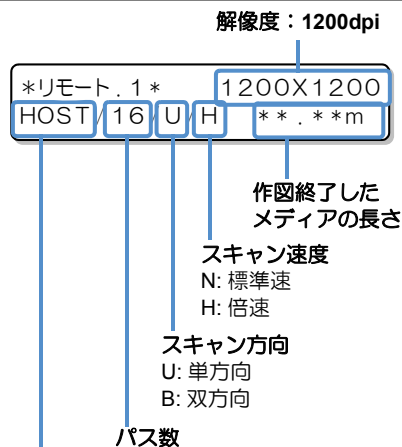 解像度：1200dpi
*リモート．1* 1200X1200
HOST/16/U/H **．**m
作図終了した
メディアの長さ
スキャン速度
N: 標準速
H: 倍速
スキャン方向
U: 単方向
B: 双方向
パス数